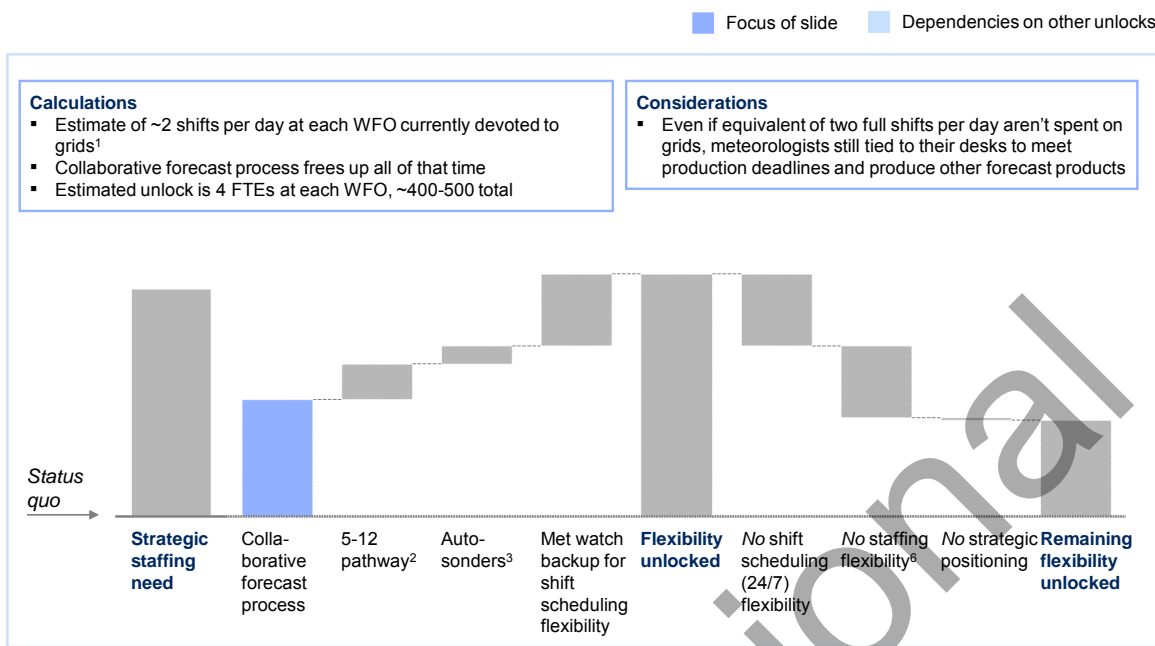 Focus of slide
Dependencies on other unlocks
Calculations
▪ Estimate of ~2 shifts per day at each WFO currently devoted to
grids¹
▪ Collaborative forecast process frees up all of that time
▪ Estimated unlock is 4 FTEs at each WFO, ~400-500 total
Considerations
▪ Even if equivalent of two full shifts per day aren’t spent on
grids, meteorologists still tied to their desks to meet
production deadlines and produce other forecast products
Status
quo
Strategic
staffing
need
Colla-
borative
forecast
process
5-12
pathway²
Auto-
sonders³
Met watch
backup for
shift
scheduling
flexibility
Flexibility
unlocked
No shift
scheduling
(24/7)
flexibility
No staffing
flexibility⁶
No strategic
positioning
Remaining
flexibility
unlocked
ional